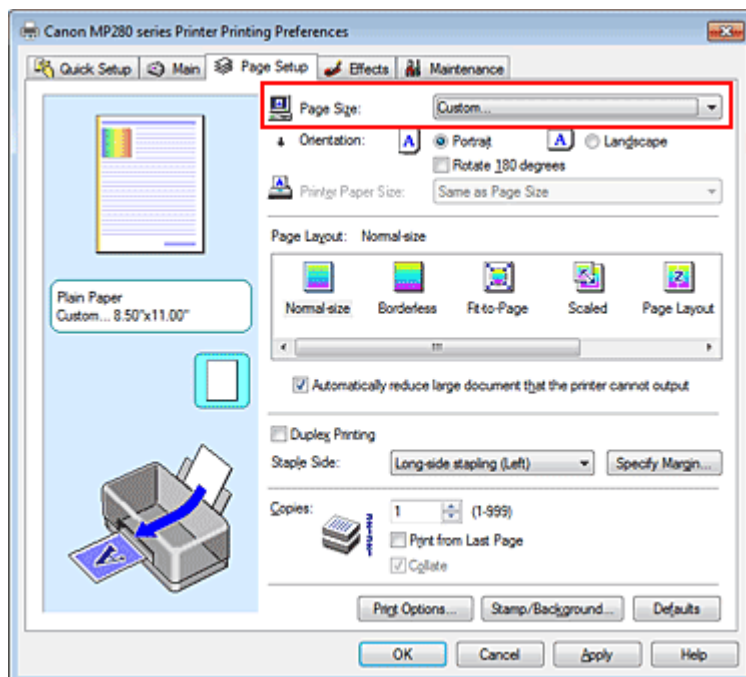 Canon MP280 series Printer Printing Preferences
Quick Setup Main Page Setup Effects Maintenance
Page Size: Custom...
Orientation: A Portrait A Landscape
Rotate 180 degrees
Printer Paper Size: Same as Page Size
Page Layout: Normal-size
Normal-size Borderless Fit-to-Page Scaled Page Layout
Plain Paper
Custom... 8.50"x11.00"
Automatically reduce large document that the printer cannot output
Duplex Printing
Staple Side: Long-side stapling (Left) Specify Margin...
Copies: 1 (1-999)
Print from Last Page
Collate
Print Options... Stamp/Background... Defaults
OK Cancel Apply Help